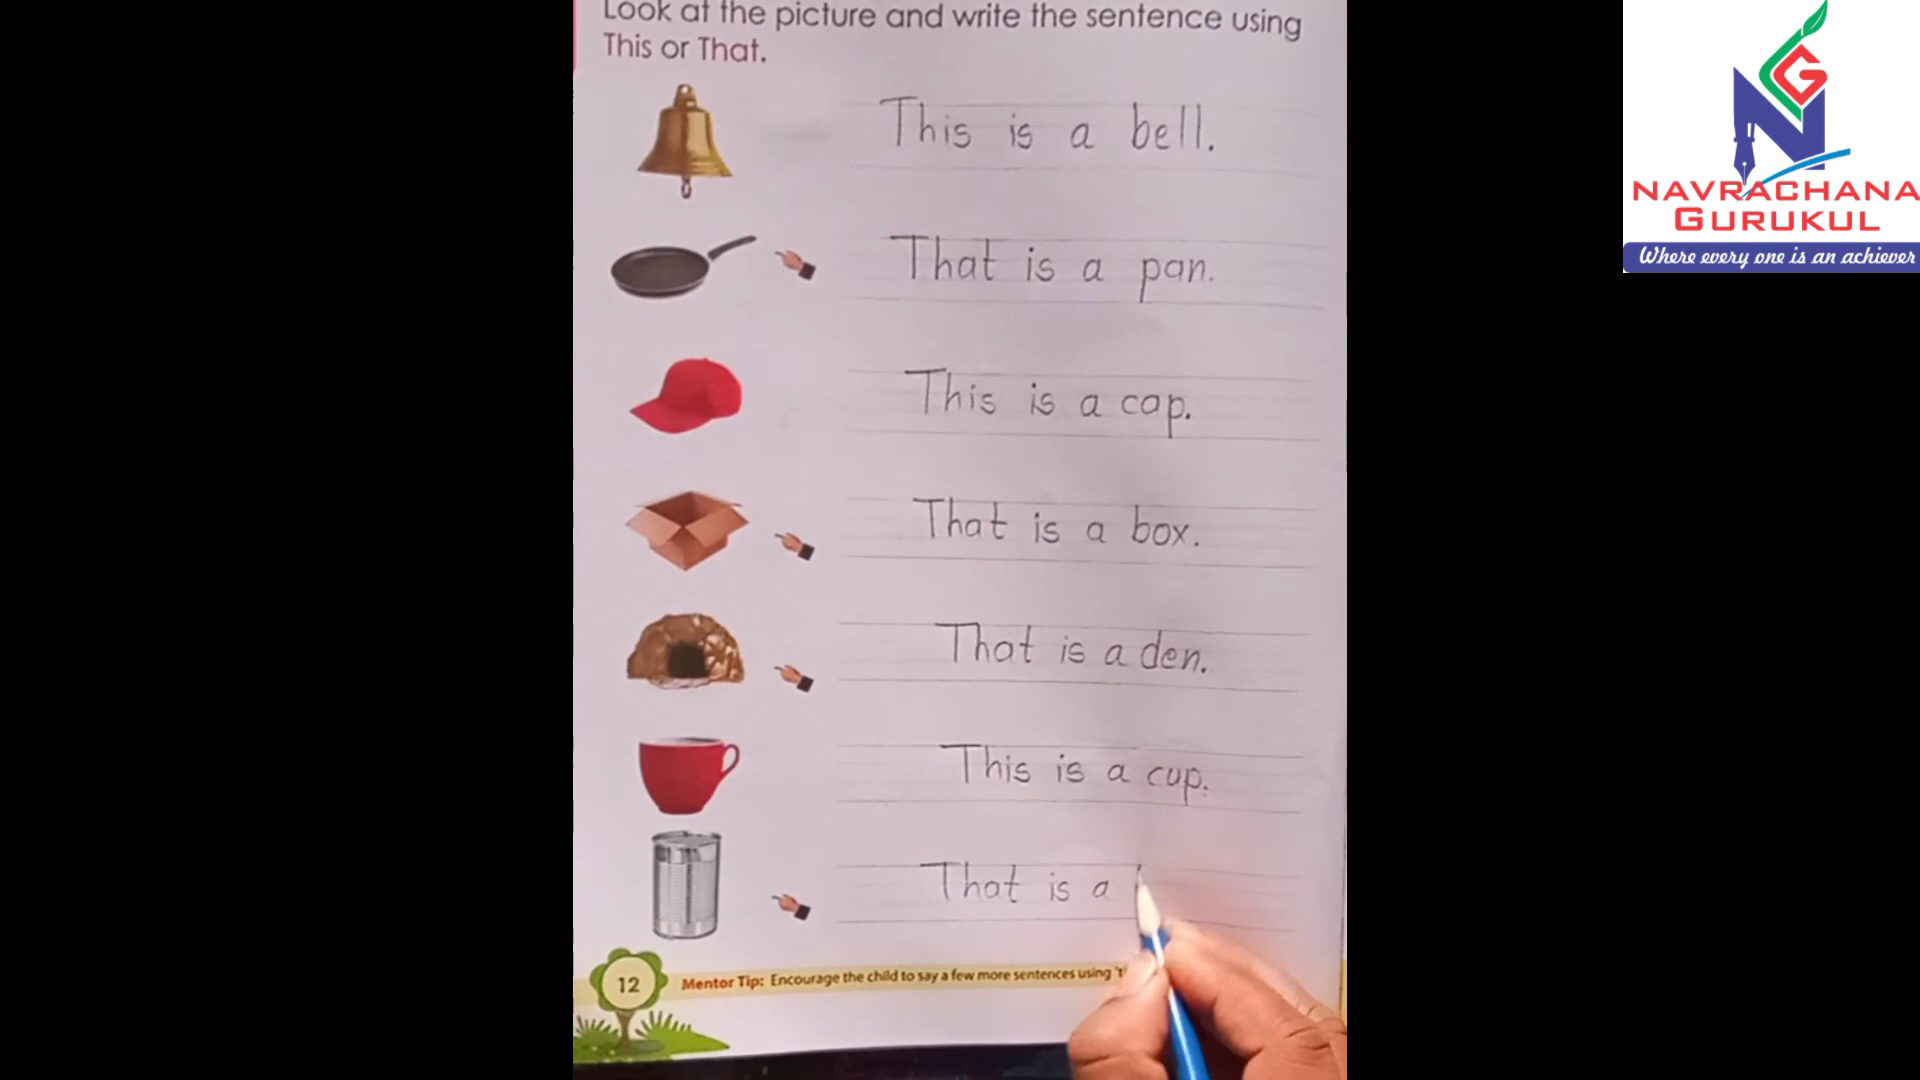 Look at the picture and write the sentence using
This or That.
This is a bell.
That is a pan.
This is a cap.
That is a box.
That is a den.
This is a cup.
That is a
12
Mentor Tip: Encourage the child to say a few more sentences using 't
NG
NAVRACHANA
GURUKUL
Where every one is an achiever